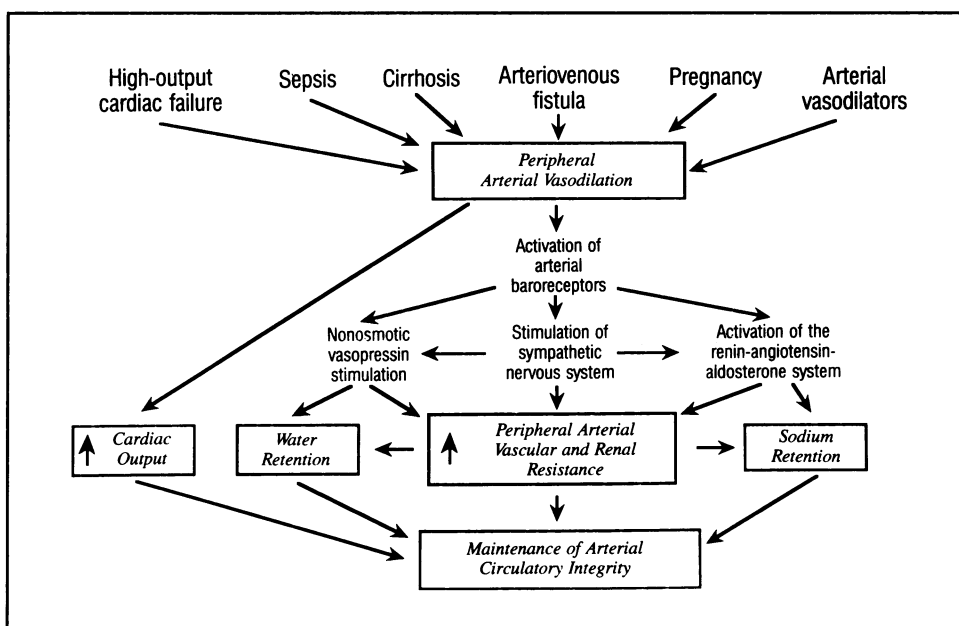 High-output
cardiac failure
Sepsis
Cirrhosis
Arteriovenous
fistula
Pregnancy
Arterial
vasodilators
Peripheral
Arterial Vasodilation
Activation of
arterial
baroreceptors
Nonosmotic
vasopressin
stimulation
Stimulation of
sympathetic
nervous system
Activation of the
renin-angiotensin-
aldosterone system
Cardiac
Output
Water
Retention
Peripheral Arterial
Vascular and Renal
Resistance
Sodium
Retention
Maintenance of Arterial
Circulatory Integrity